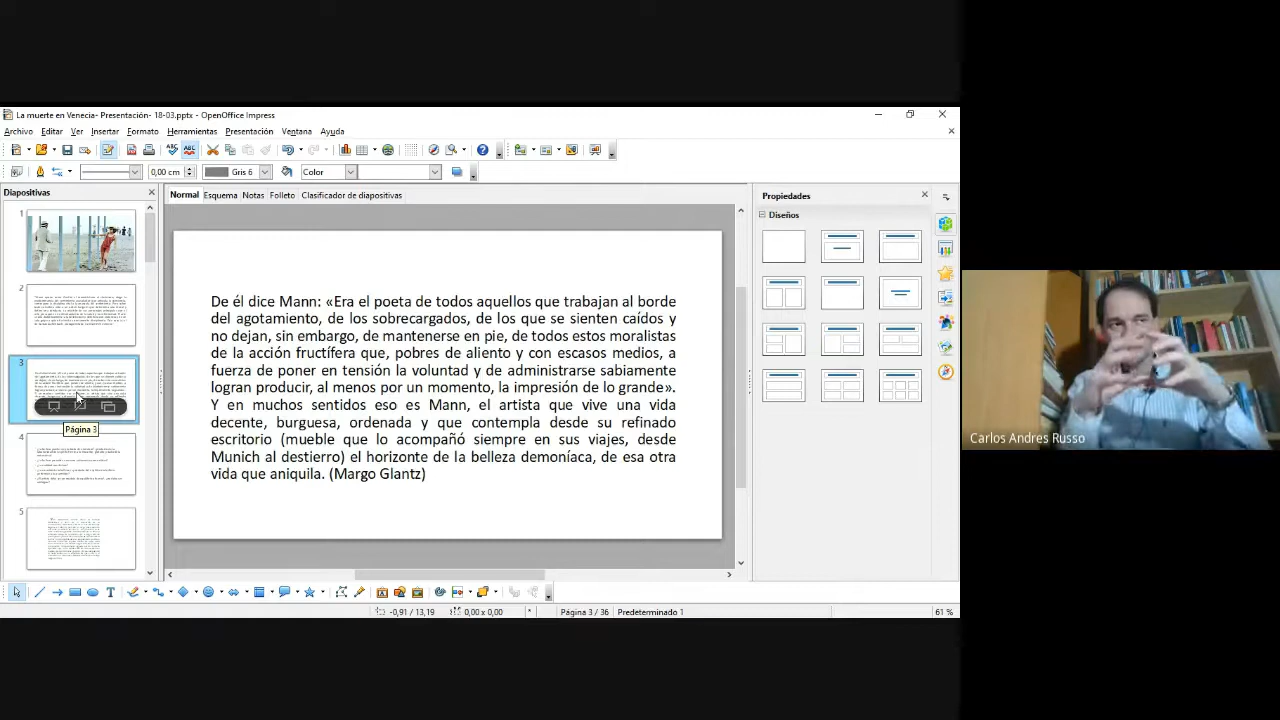 La muerte en Venecia- Presentación- 18-03.pptx - OpenOffice Impress
Archivo Editar Ver Insertar Formato Herramientas Presentación Ventana Ayuda
0,00 cm Gris 6 Color
Diapositivas
Normal Esquema Notas Folleto Clasificador de diapositivas
Propiedades
Diseños
1
2
3
Página 3
4
5
De él dice Mann: «Era el poeta de todos aquellos que trabajan al borde
del agotamiento, de los sobrecargados, de los que se sienten caídos y
no dejan, sin embargo, de mantenerse en pie, de todos estos moralistas
de la acción fructífera que, pobres de aliento y con escasos medios, a
fuerza de poner en tensión la voluntad y de administrarse sabiamente
logran producir, al menos por un momento, la impresión de lo grande».
Y en muchos sentidos eso es Mann, el artista que vive una vida
decente, burguesa, ordenada y que contempla desde su refinado
escritorio (mueble que lo acompañó siempre en sus viajes, desde
Munich al destierro) el horizonte de la belleza demoníaca, de esa otra
vida que aniquila. (Margo Glantz)
Carlos Andres Russo
-0,91 / 13,19 0,00 x 0,00 * Página 3 / 36 Predeterminado 1 61 %